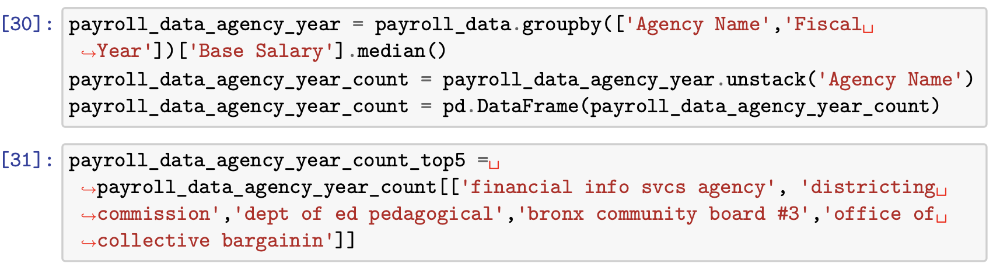 [30]: payroll_data_agency_year = payroll_data.groupby(['Agency Name','Fiscal␣
↪Year'])['Base Salary'].median()
payroll_data_agency_year_count = payroll_data_agency_year.unstack('Agency Name')
payroll_data_agency_year_count = pd.DataFrame(payroll_data_agency_year_count)
[31]: payroll_data_agency_year_count_top5 =␣
↪payroll_data_agency_year_count[['financial info svcs agency', 'districting␣
↪commission','dept of ed pedagogical','bronx community board #3','office of␣
↪collective bargainin']]